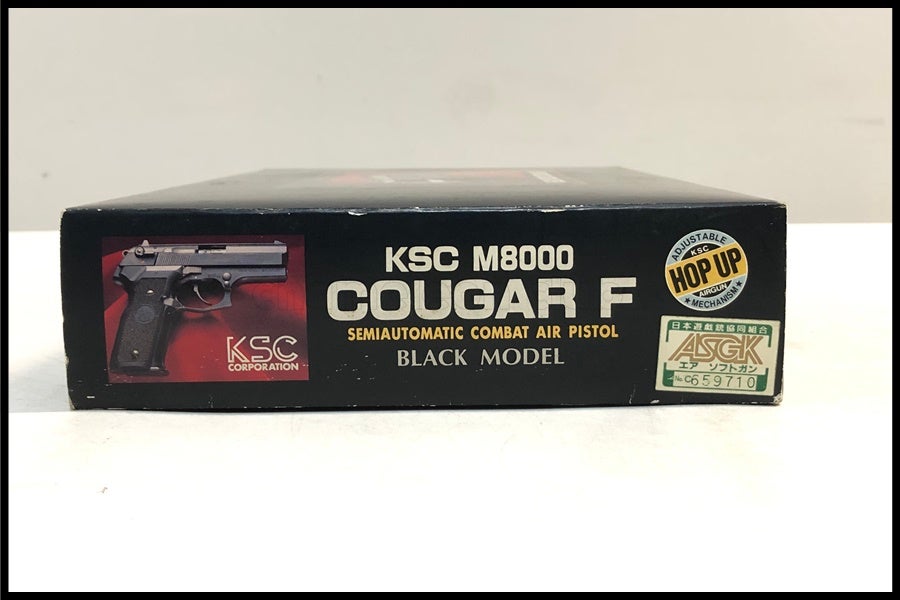 KSC
CORPORATION
KSC M8000
COUGAR F
SEMIAUTOMATIC COMBAT AIR PISTOL
BLACK MODEL
ADJUSTABLE
KSC
HOP UP
AIRGUN
★MECHANISM★
日本遊戯銃協同組合
ASGK
エアソフトガン
No.C659710